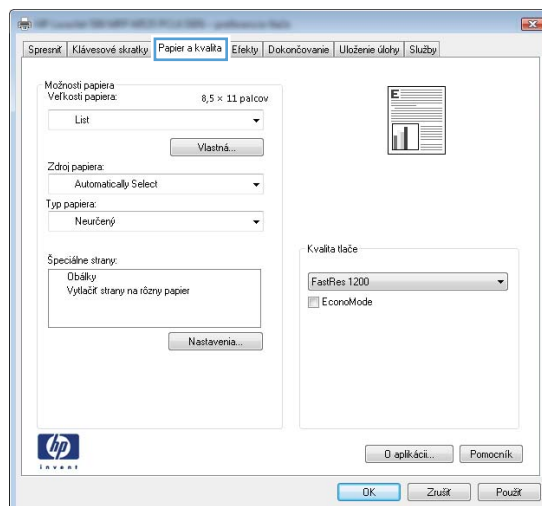 Spresniť Klávesové skratky Papier a kvalita Efekty Dokončovanie Uloženie úlohy Služby
Možnosti papiera
Veľkosti papiera: 8,5 × 11 palcov
List
Vlastná...
Zdroj papiera:
Automatically Select
Typ papiera:
Neurčený
Špeciálne strany:
Obálky
Vytlačiť strany na rôzny papier
Nastavenia...
E
Kvalita tlače
FastRes 1200
EconoMode
hp
invent
O aplikácii... Pomocník
OK Zrušiť Použiť